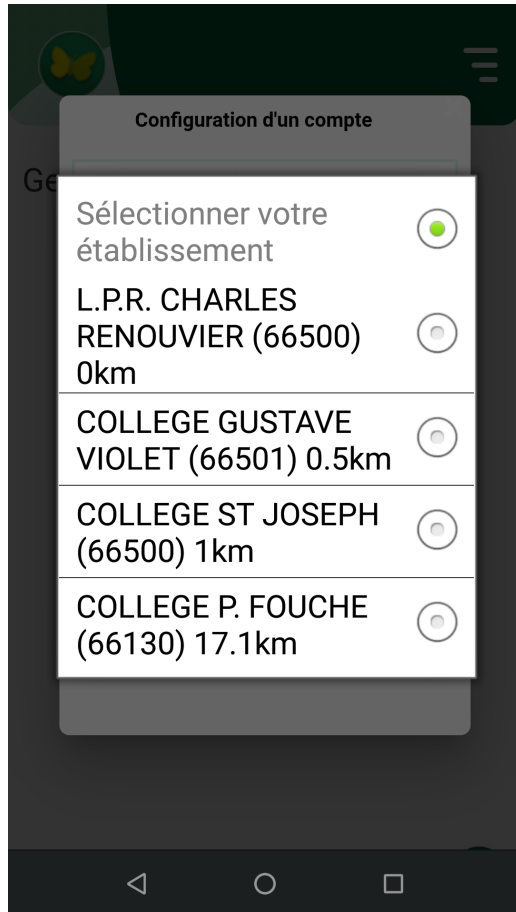 Configuration d'un compte
Ge
Sélectionner votre
établissement
L.P.R. CHARLES
RENOUVIER (66500)
0km
COLLEGE GUSTAVE
VIOLET (66501) 0.5km
COLLEGE ST JOSEPH
(66500) 1km
COLLEGE P. FOUCHE
(66130) 17.1km